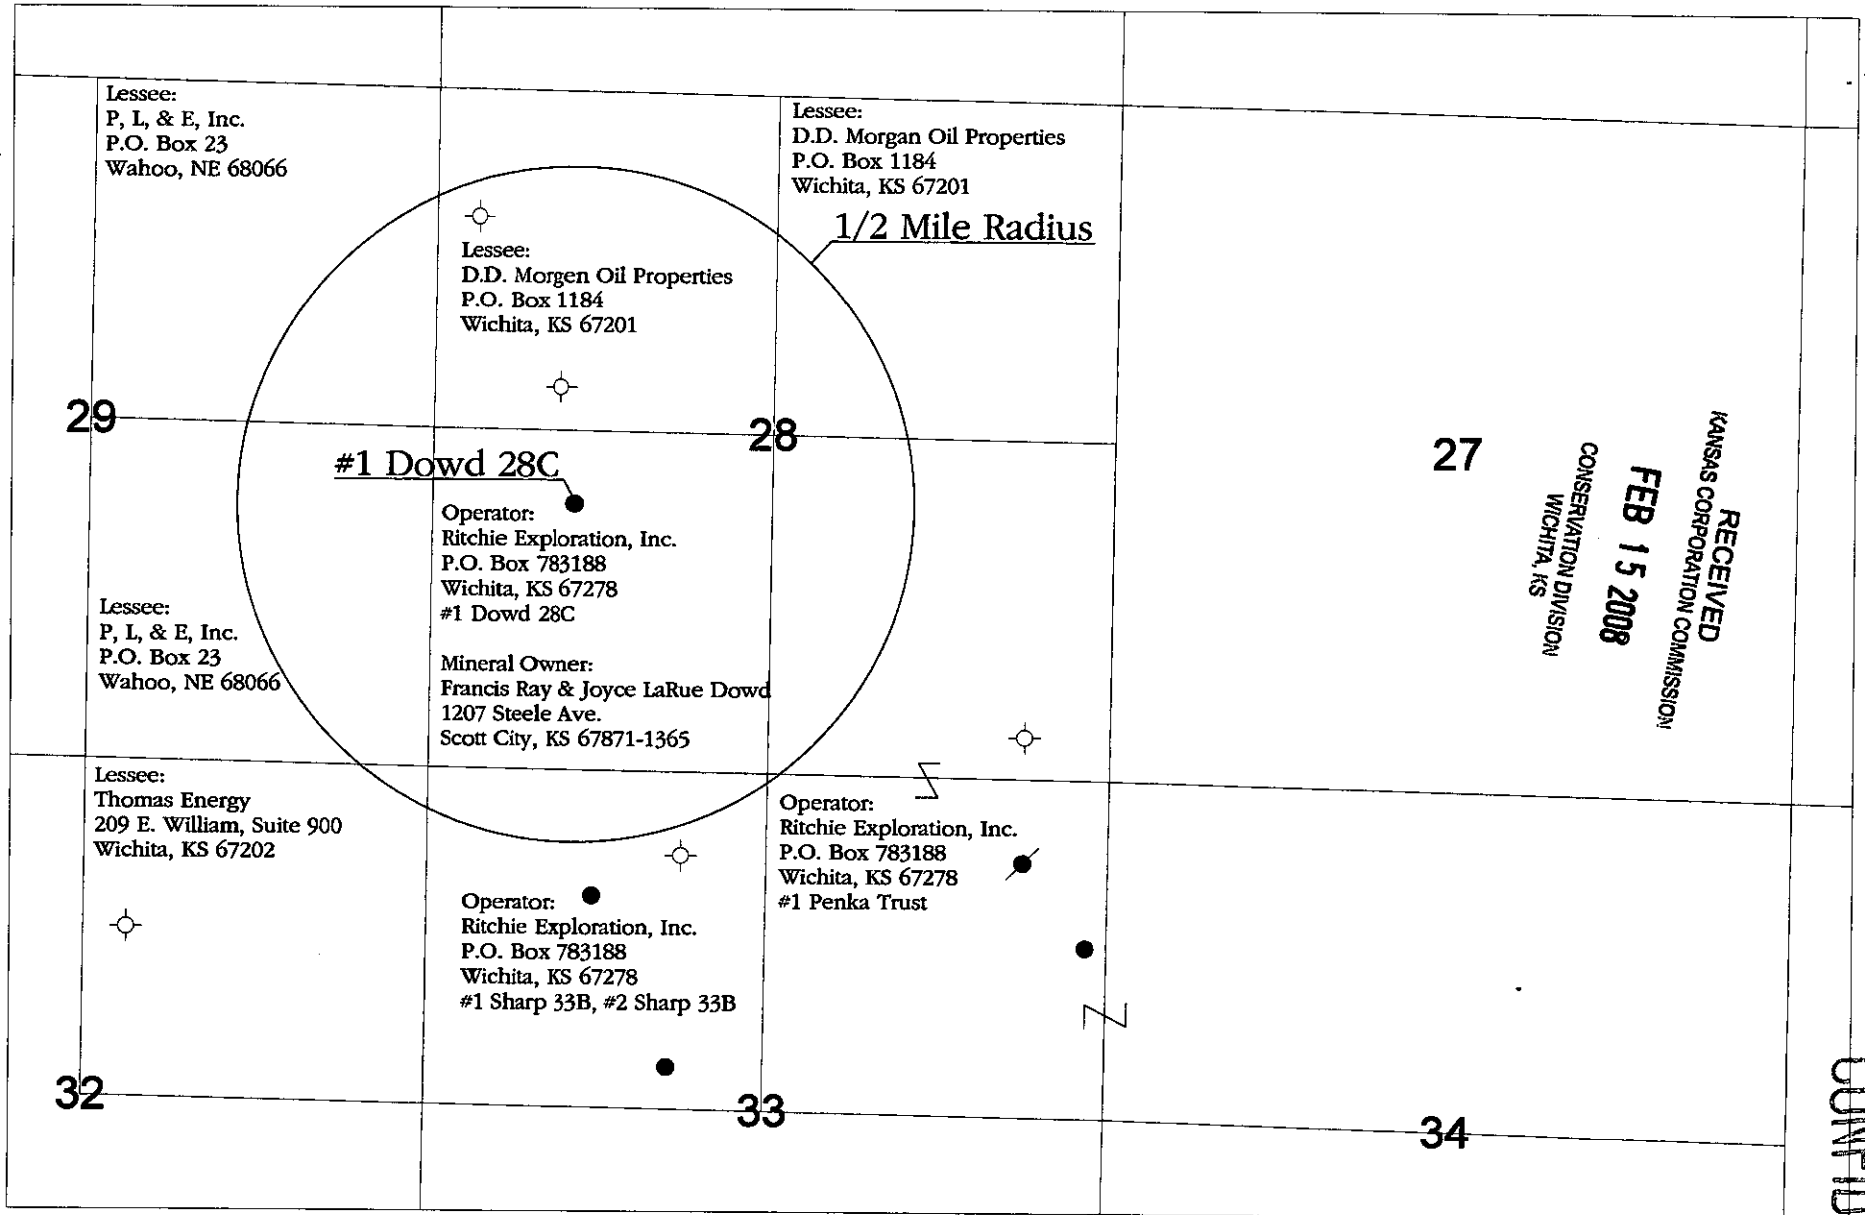 Lessee:
P, L, & E, Inc.
P.O. Box 23
Wahoo, NE 68066
Lessee:
D.D. Morgan Oil Properties
P.O. Box 1184
Wichita, KS 67201
1/2 Mile Radius
Lessee:
D.D. Morgen Oil Properties
P.O. Box 1184
Wichita, KS 67201
29
28
27
#1 Dowd 28C
Operator:
Ritchie Exploration, Inc.
P.O. Box 783188
Wichita, KS 67278
#1 Dowd 28C
Mineral Owner:
Francis Ray & Joyce LaRue Dowd
1207 Steele Ave.
Scott City, KS 67871-1365
Lessee:
P, L, & E, Inc.
P.O. Box 23
Wahoo, NE 68066
RECEIVED
KANSAS CORPORATION COMMISSION
FEB 15 2008
CONSERVATION DIVISION
WICHITA, KS
Lessee:
Thomas Energy
209 E. William, Suite 900
Wichita, KS 67202
Operator:
Ritchie Exploration, Inc.
P.O. Box 783188
Wichita, KS 67278
#1 Penka Trust
Operator:
Ritchie Exploration, Inc.
P.O. Box 783188
Wichita, KS 67278
#1 Sharp 33B, #2 Sharp 33B
32
33
34